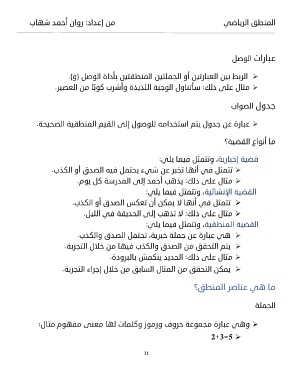 المنطق الرياضي	من إعداد: روان أحمد شهاب
عبارات الوصل
➢ الربط بين العبارتين أو الجملتين المنطقتين بأداة الوصل {و}.
➢ مثال على ذلك: سأتناول الوجبة اللذيذة وأشرب كوبًا من العصير.
جدول الصواب
➢ عبارة عن جدول يتم استخدامه للوصول إلى القيم المنطقية الصحيحة.
ما أنواع القضية؟
قضية إخبارية، وتتمثل فيما يلي:
➢ تتمثل في أنها تخبر عن شيء يحتمل فيه الصدق أو الكذب.
➢ مثال على ذلك: يذهب أحمد إلى المدرسة كل يوم.
القضية الإنشائية، وتتمثل فيما يلي:
➢ تتمثل في أنها لا يمكن أن تعكس الصدق أو الكذب.
➢ مثال على ذلك: لا تذهب إلى الحديقة في الليل.
القضية المنطقية، وتتمثل فيما يلي:
➢ هي عبارة عن جملة خبرية، تحتمل الصدق والكذب.
➢ يتم التحقق من الصدق والكذب فيها من خلال التجربة.
➢ مثال على ذلك: الحديد ينكمش بالبرودة.
➢ يمكن التحقق من المثال السابق من خلال إجراء التجربة.
ما هي عناصر المنطق؟
الجملة
➢ وهي عبارة مجموعة حروف ورموز وكلمات لها معنى مفهوم مثال:
➢ 2+3=5
11